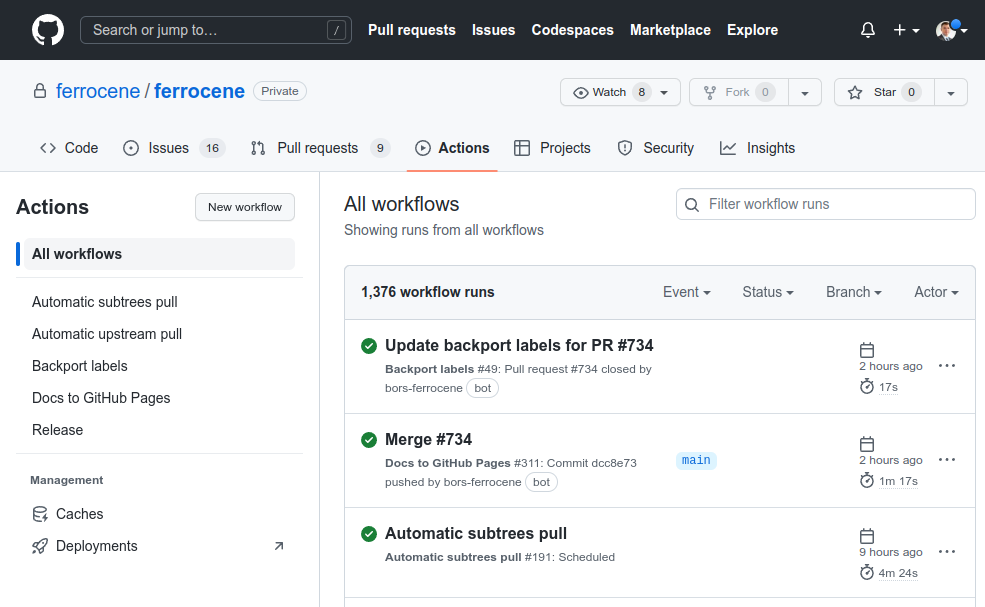 Search or jump to… /
Pull requests Issues Codespaces Marketplace Explore
ferrocene / ferrocene Private
Watch 8
Fork 0
Star 0
Code
Issues 16
Pull requests 9
Actions
Projects
Security
Insights
Actions
New workflow
All workflows
Automatic subtrees pull
Automatic upstream pull
Backport labels
Docs to GitHub Pages
Release
Management
Caches
Deployments
All workflows
Showing runs from all workflows
Filter workflow runs
1,376 workflow runs
Event Status Branch Actor
Update backport labels for PR #734
Backport labels #49: Pull request #734 closed by
bors-ferrocene bot
2 hours ago
17s
Merge #734
Docs to GitHub Pages #311: Commit dcc8e73
pushed by bors-ferrocene bot
main
2 hours ago
1m 17s
Automatic subtrees pull
Automatic subtrees pull #191: Scheduled
9 hours ago
4m 24s